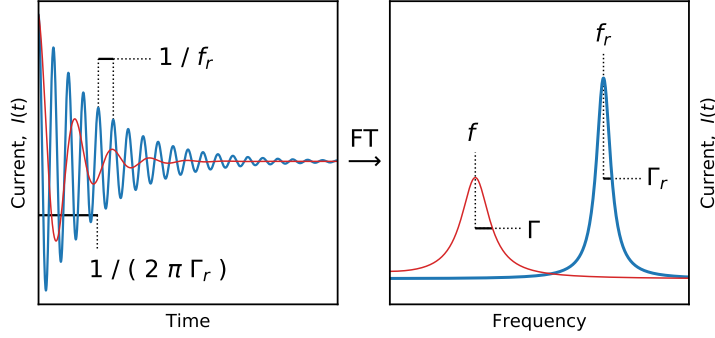 Current, I(t)
1 / f_r
1 / ( 2 π Γ_r )
Time
FT
f
Γ
f_r
Γ_r
Frequency
Current, I(t)